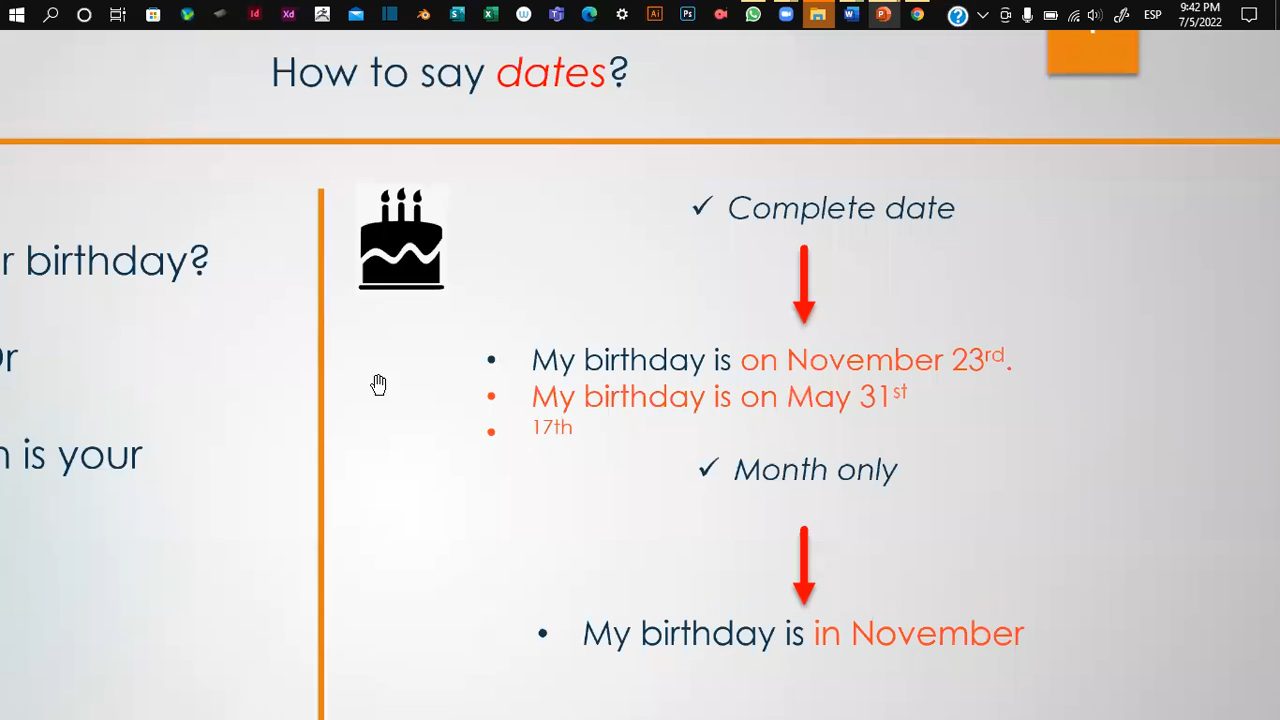 9:42 PM
ESP
7/5/2022
How to say dates?
r birthday?
r
is your
✓ Complete date
• My birthday is on November 23rd.
• My birthday is on May 31st
• 17th
✓ Month only
• My birthday is in November